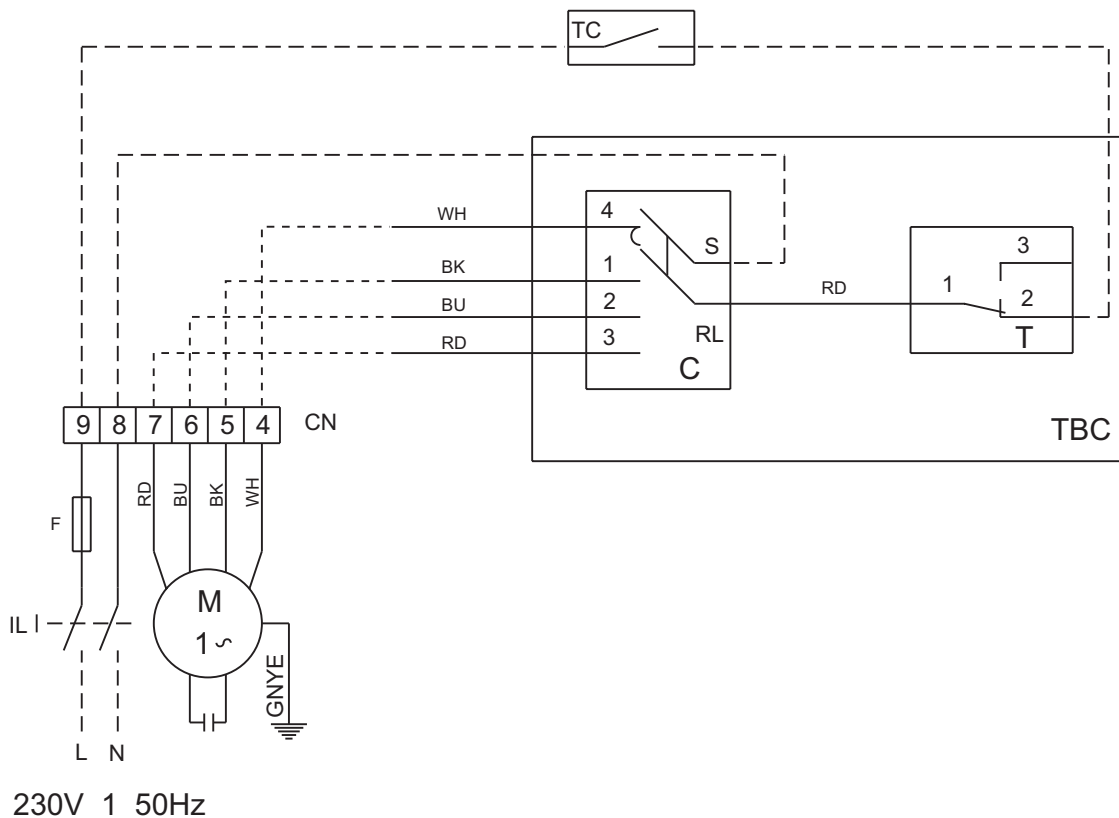 TC
WH
4
S
BK
1
BU
2
RD
3
RL
C
RD
1
3
2
T
TBC
9 8 7 6 5 4
CN
F
RD
BU
BK
WH
IL
M
1~
GNYE
L N
230V 1 50Hz